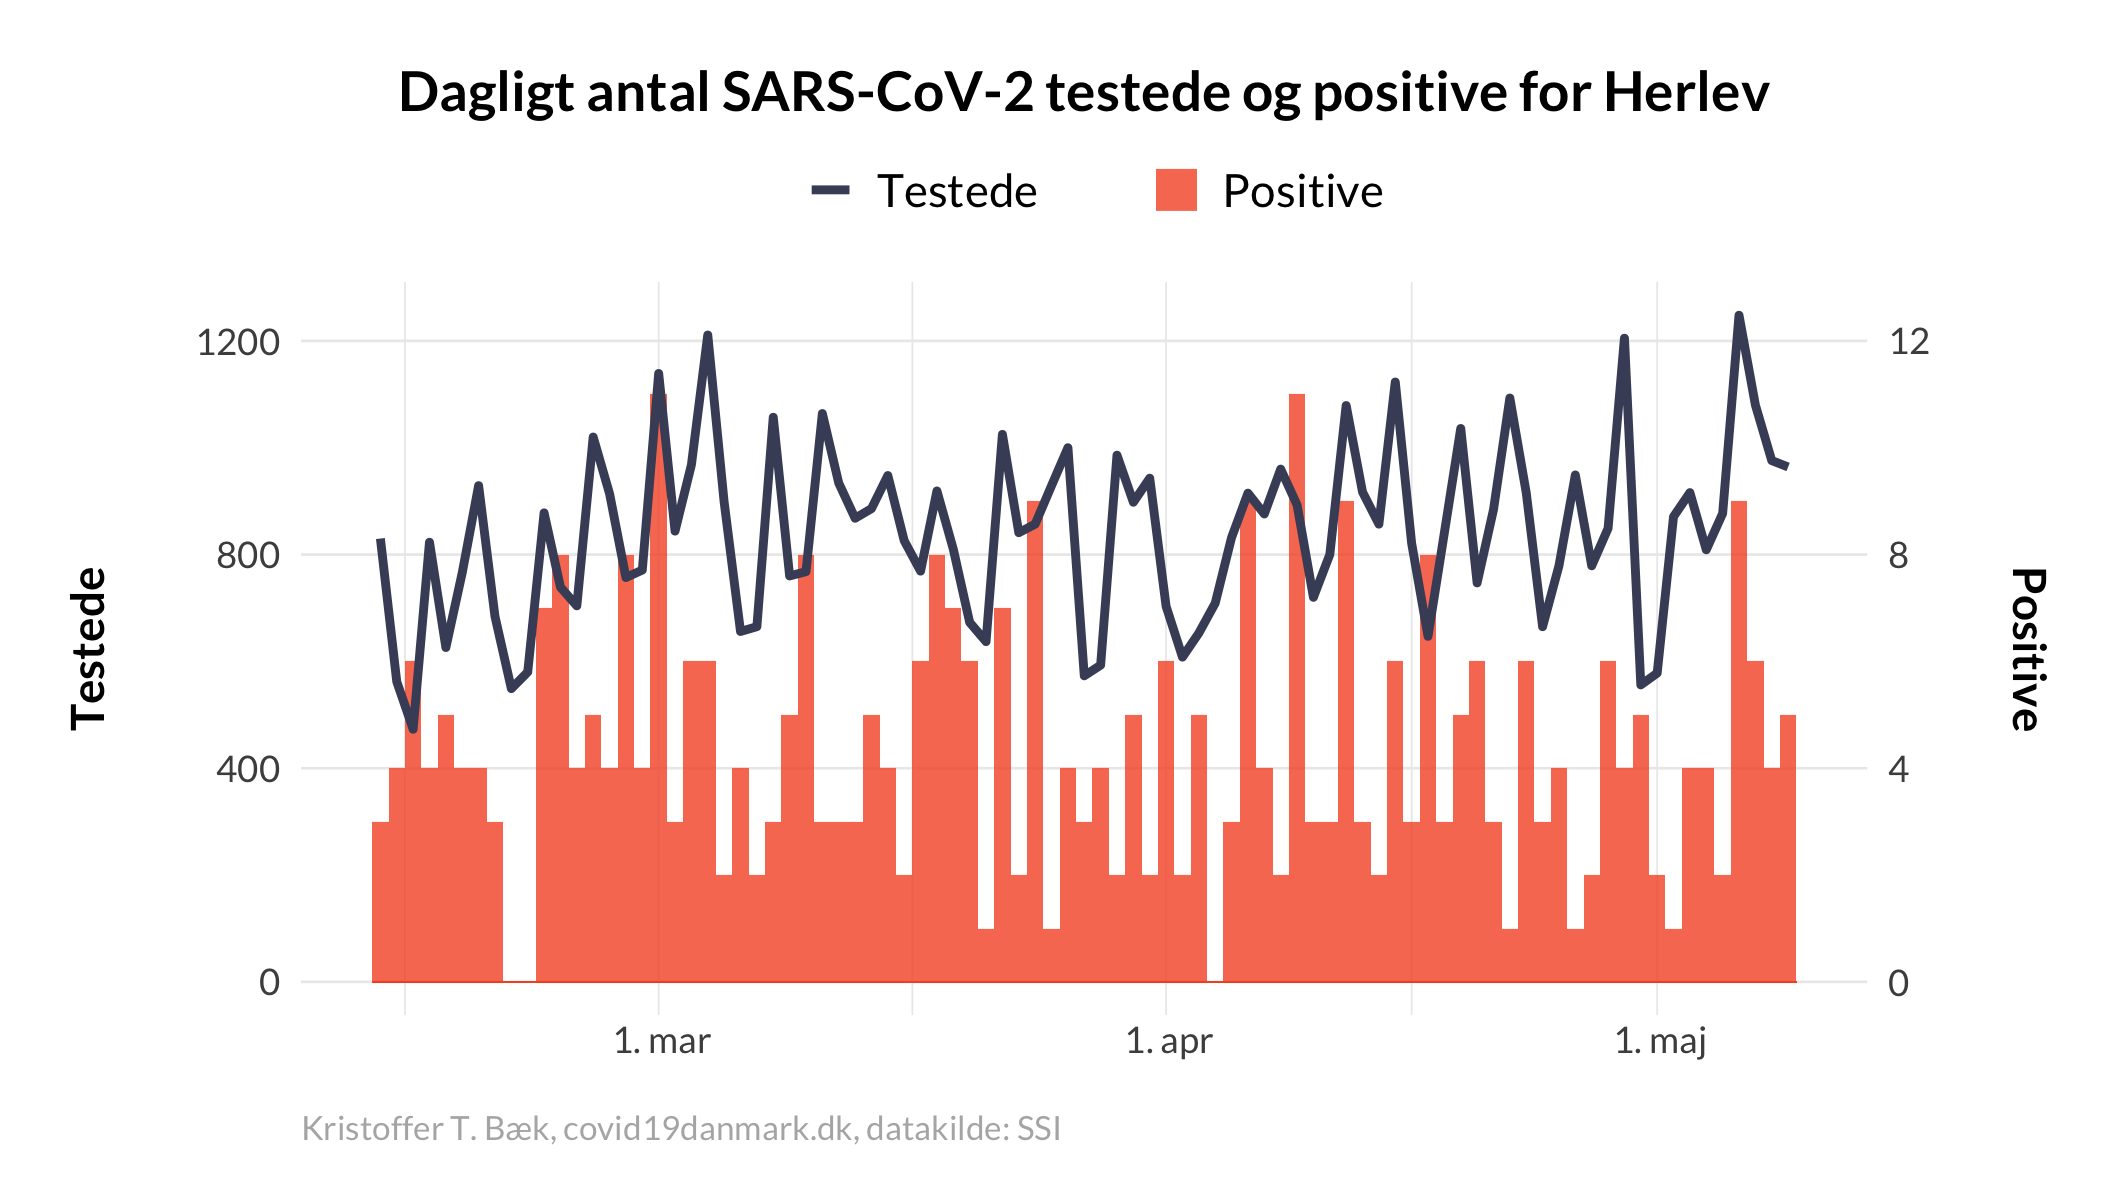 Dagligt antal SARS-CoV-2 testede og positive for Herlev
Testede
Positive
1200
800
400
0
Testede
12
8
4
0
Positive
1. mar
1. apr
1. maj
Kristoffer T. Bæk, covid19danmark.dk, datakilde: SSI